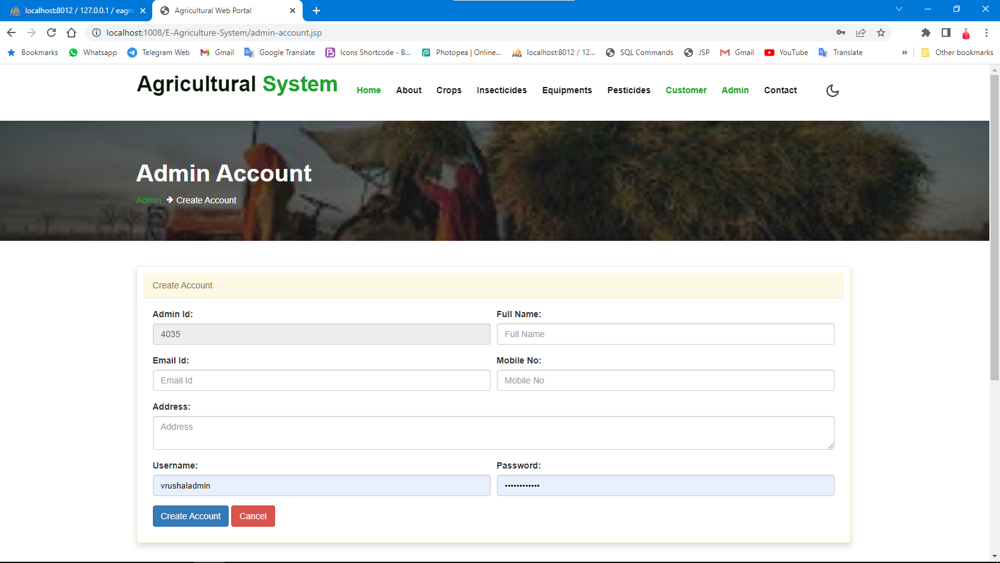 localhost:8012 / 127.0.0.1 / eagri
Agricultural Web Portal
localhost:1008/E-Agriculture-System/admin-account.jsp
Bookmarks Whatsapp Telegram Web Gmail Google Translate Icons Shortcode - B... Photopea | Online... localhost:8012 / 12... SQL Commands JSP Gmail YouTube Translate » Other bookmarks
Agricultural System Home About Crops Insecticides Equipments Pesticides Customer Admin Contact
Admin Account
Admin Create Account
Create Account
Admin Id: Full Name:
4035 Full Name
Email Id: Mobile No:
Email Id Mobile No
Address:
Address
Username: Password:
vrushaladmin ••••••••••••
Create Account Cancel